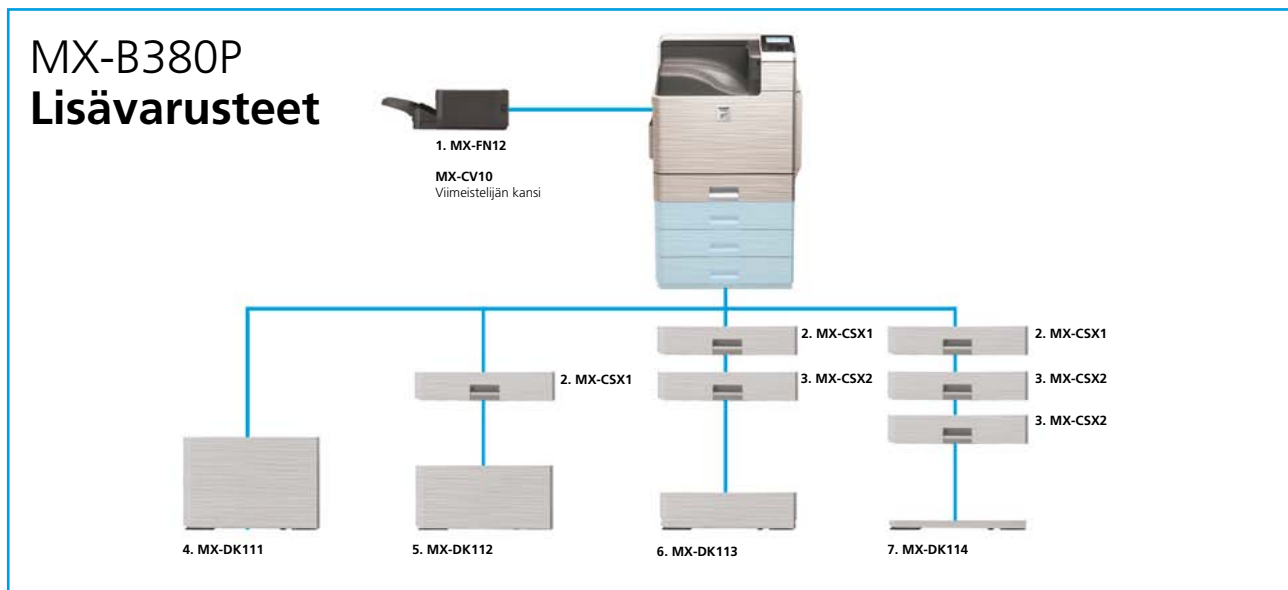 MX-B380P
Lisävarusteet
1. MX-FN12
MX-CV10
Viimeistelijän kansi
2. MX-CSX1
2. MX-CSX1
2. MX-CSX1
3. MX-CSX2
3. MX-CSX2
3. MX-CSX2
4. MX-DK111
5. MX-DK112
6. MX-DK113
7. MX-DK114